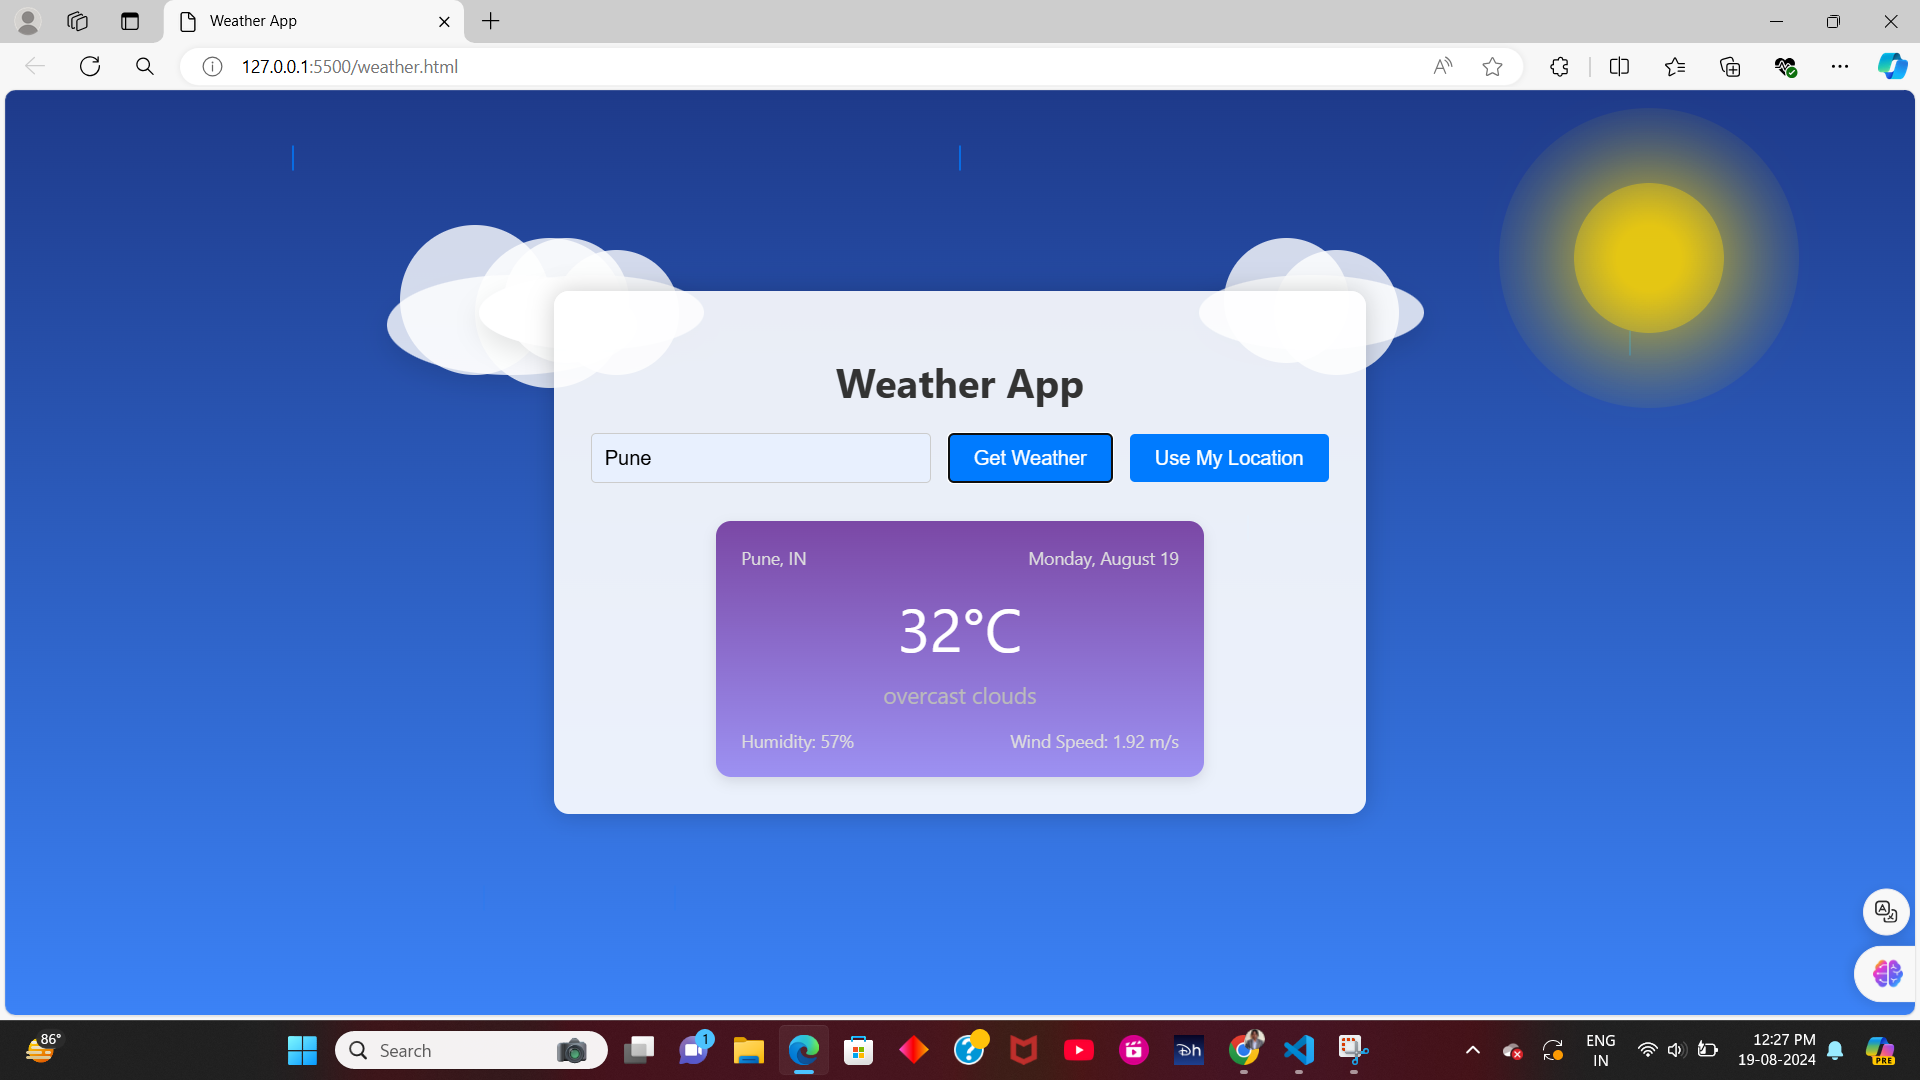 Weather App
127.0.0.1:5500/weather.html
Weather App
Pune
Get Weather
Use My Location
Pune, IN
Monday, August 19
32°C
overcast clouds
Humidity: 57%
Wind Speed: 1.92 m/s
86°
Search
1
Dh
ENG
IN
12:27 PM
19-08-2024
PRE